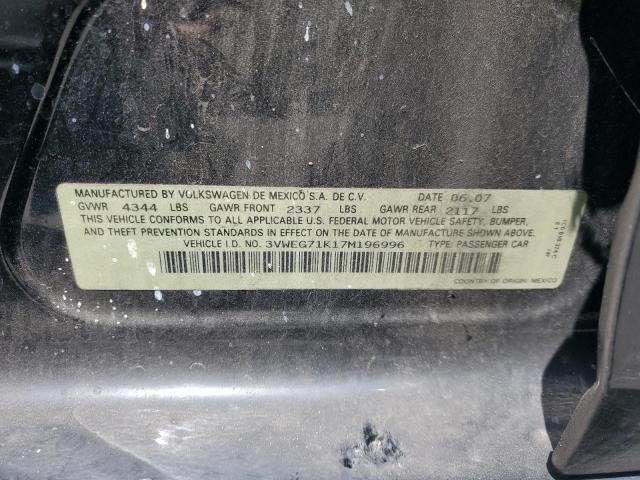 MANUFACTURED BY VOLKSWAGEN DE MEXICO S.A. DE C.V. DATE 06.07
GVWR 4344 LBS GAWR FRONT 2337 LBS GAWR REAR 2117 LBS
THIS VEHICLE CONFORMS TO ALL APPLICABLE U.S. FEDERAL MOTOR VEHICLE SAFETY, BUMPER,
AND THEFT PREVENTION STANDARDS IN EFFECT ON THE DATE OF MANUFACTURE SHOWN ABOVE.
VEHICLE I.D. NO. 3VWEG71K17M196996 TYPE: PASSENGER CAR
COUNTRY OF ORIGIN: MEXICO